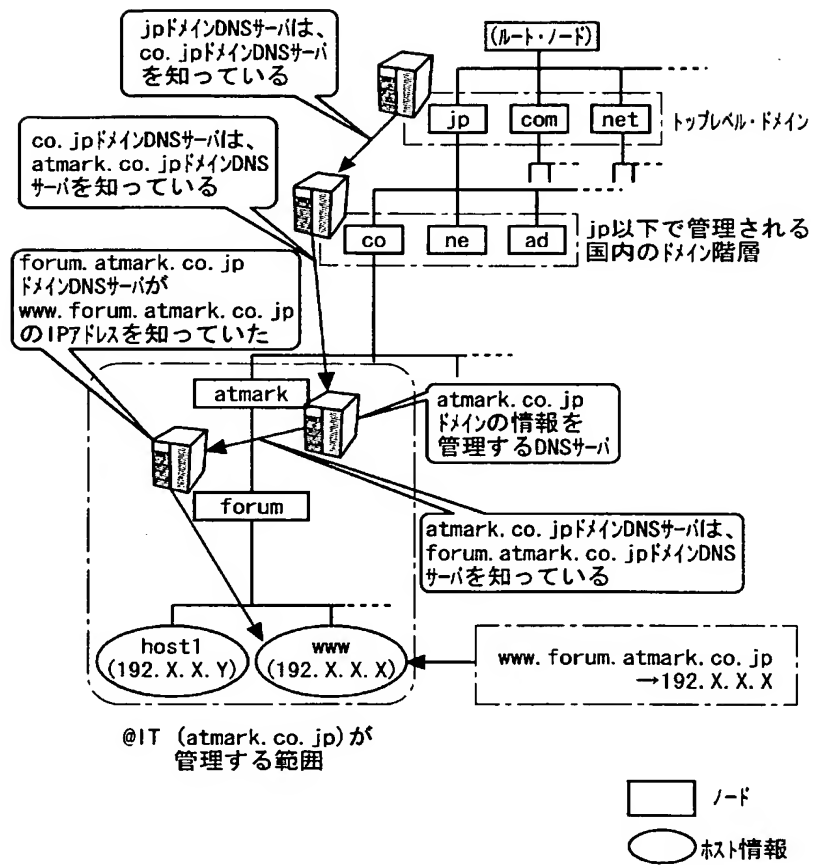 jpﾄﾞﾒｲﾝDNSｻｰﾊﾞは、
co.jpﾄﾞﾒｲﾝDNSｻｰﾊﾞ
を知っている
(ﾙｰﾄ・ﾉｰﾄﾞ)
jp
com
net
ﾄｯﾌﾟﾚﾍﾞﾙ・ﾄﾞﾒｲﾝ
co.jpﾄﾞﾒｲﾝDNSｻｰﾊﾞは、
atmark.co.jpﾄﾞﾒｲﾝDNS
ｻｰﾊﾞを知っている
co
ne
ad
jp以下で管理される
国内のﾄﾞﾒｲﾝ階層
forum.atmark.co.jp
ﾄﾞﾒｲﾝDNSｻｰﾊﾞが
www.forum.atmark.co.jp
のIPｱﾄﾞﾚｽを知っていた
atmark
atmark.co.jp
ﾄﾞﾒｲﾝの情報を
管理するDNSｻｰﾊﾞ
forum
atmark.co.jpﾄﾞﾒｲﾝDNSｻｰﾊﾞは、
forum.atmark.co.jpﾄﾞﾒｲﾝDNS
ｻｰﾊﾞを知っている
host1
(192.X.X.Y)
www
(192.X.X.X)
www.forum.atmark.co.jp
→192.X.X.X
@IT (atmark.co.jp)が
管理する範囲
ﾉｰﾄﾞ
ﾎｽﾄ情報